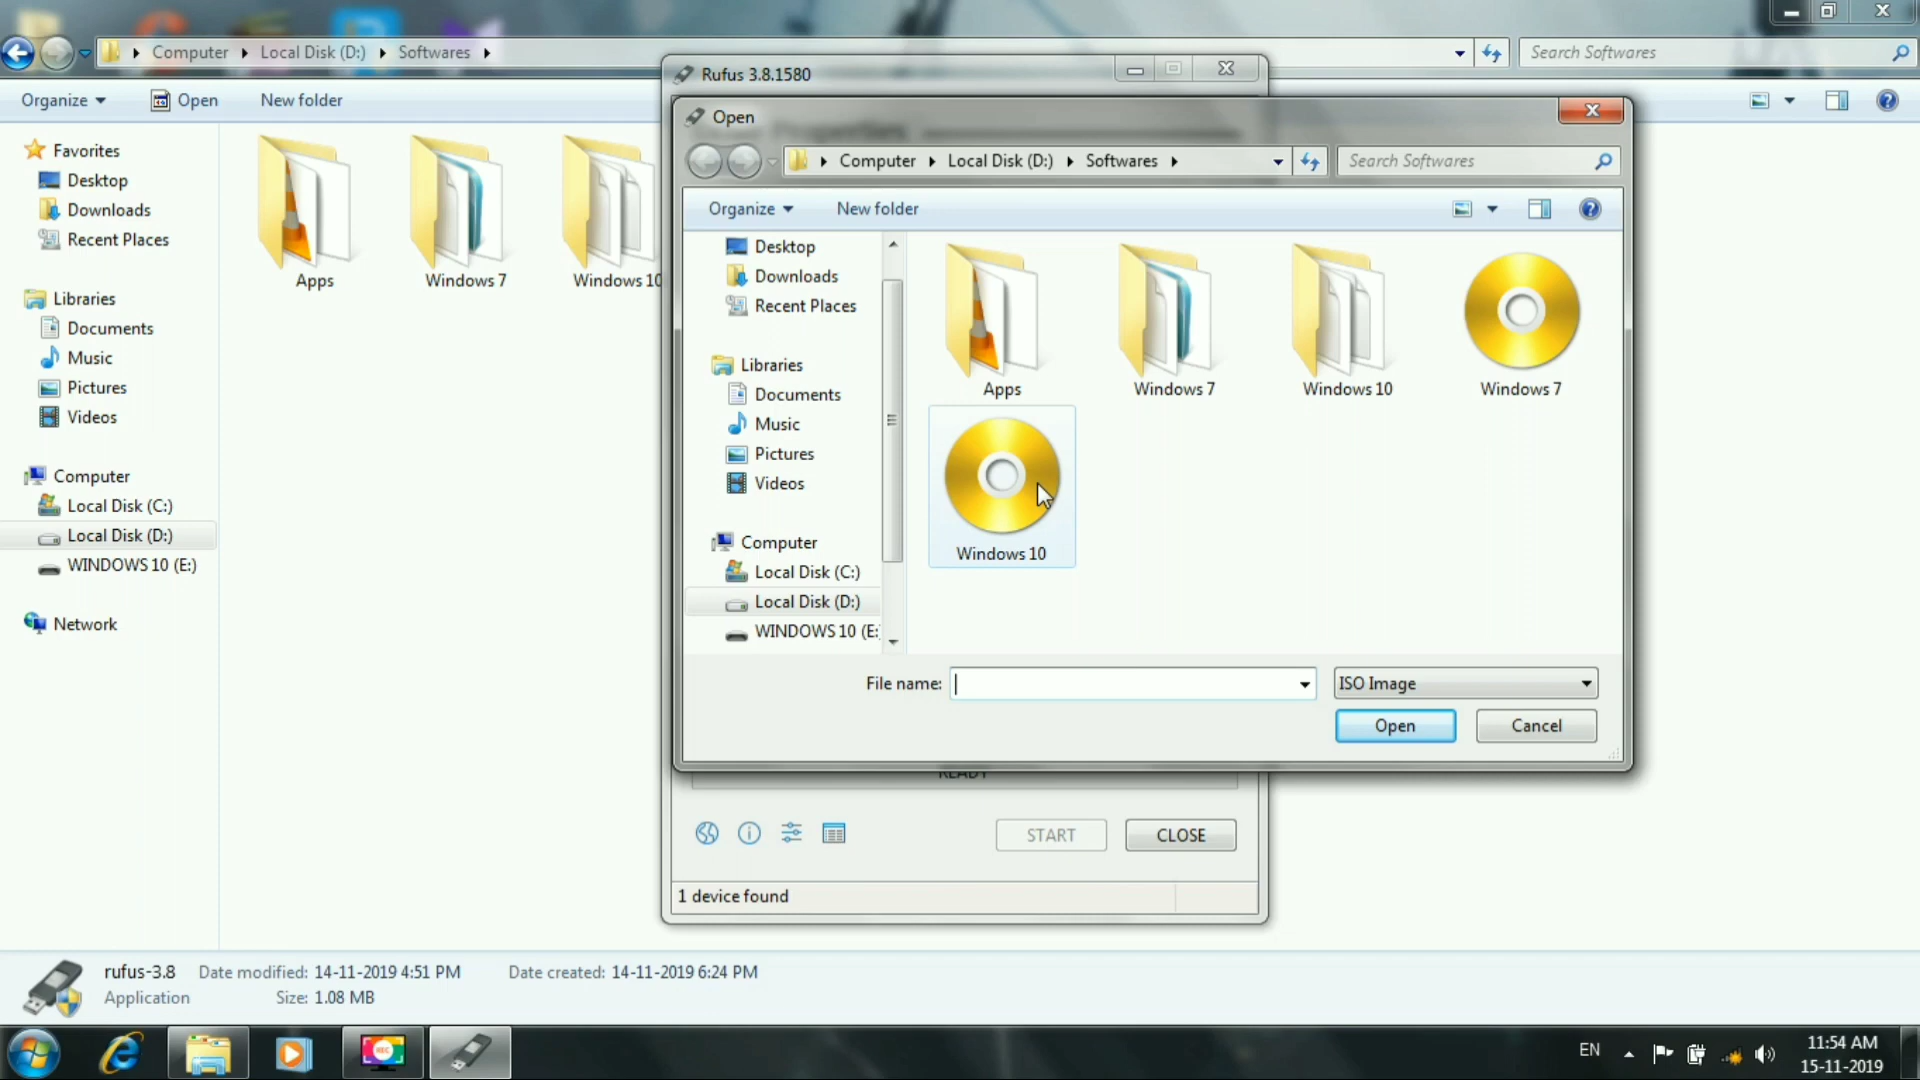 Computer Local Disk (D:) Softwares
Search Softwares
Organize
Open
New folder
Favorites
Desktop
Downloads
Recent Places
Libraries
Documents
Music
Pictures
Videos
Computer
Local Disk (C:)
Local Disk (D:)
WINDOWS 10 (E:)
Network
Apps
Windows 7
Windows 10
Rufus 3.8.1580
Properties
Open
Computer Local Disk (D:) Softwares
Search Softwares
Organize
New folder
Desktop
Downloads
Recent Places
Libraries
Documents
Music
Pictures
Videos
Computer
Local Disk (C:)
Local Disk (D:)
WINDOWS 10 (E:
Apps
Windows 7
Windows 10
Windows 7
Windows 10
File name:
ISO Image
Open
Cancel
READY
START
CLOSE
1 device found
rufus-3.8 Date modified: 14-11-2019 4:51 PM Date created: 14-11-2019 6:24 PM
Application Size: 1.08 MB
REC
EN
11:54 AM
15-11-2019